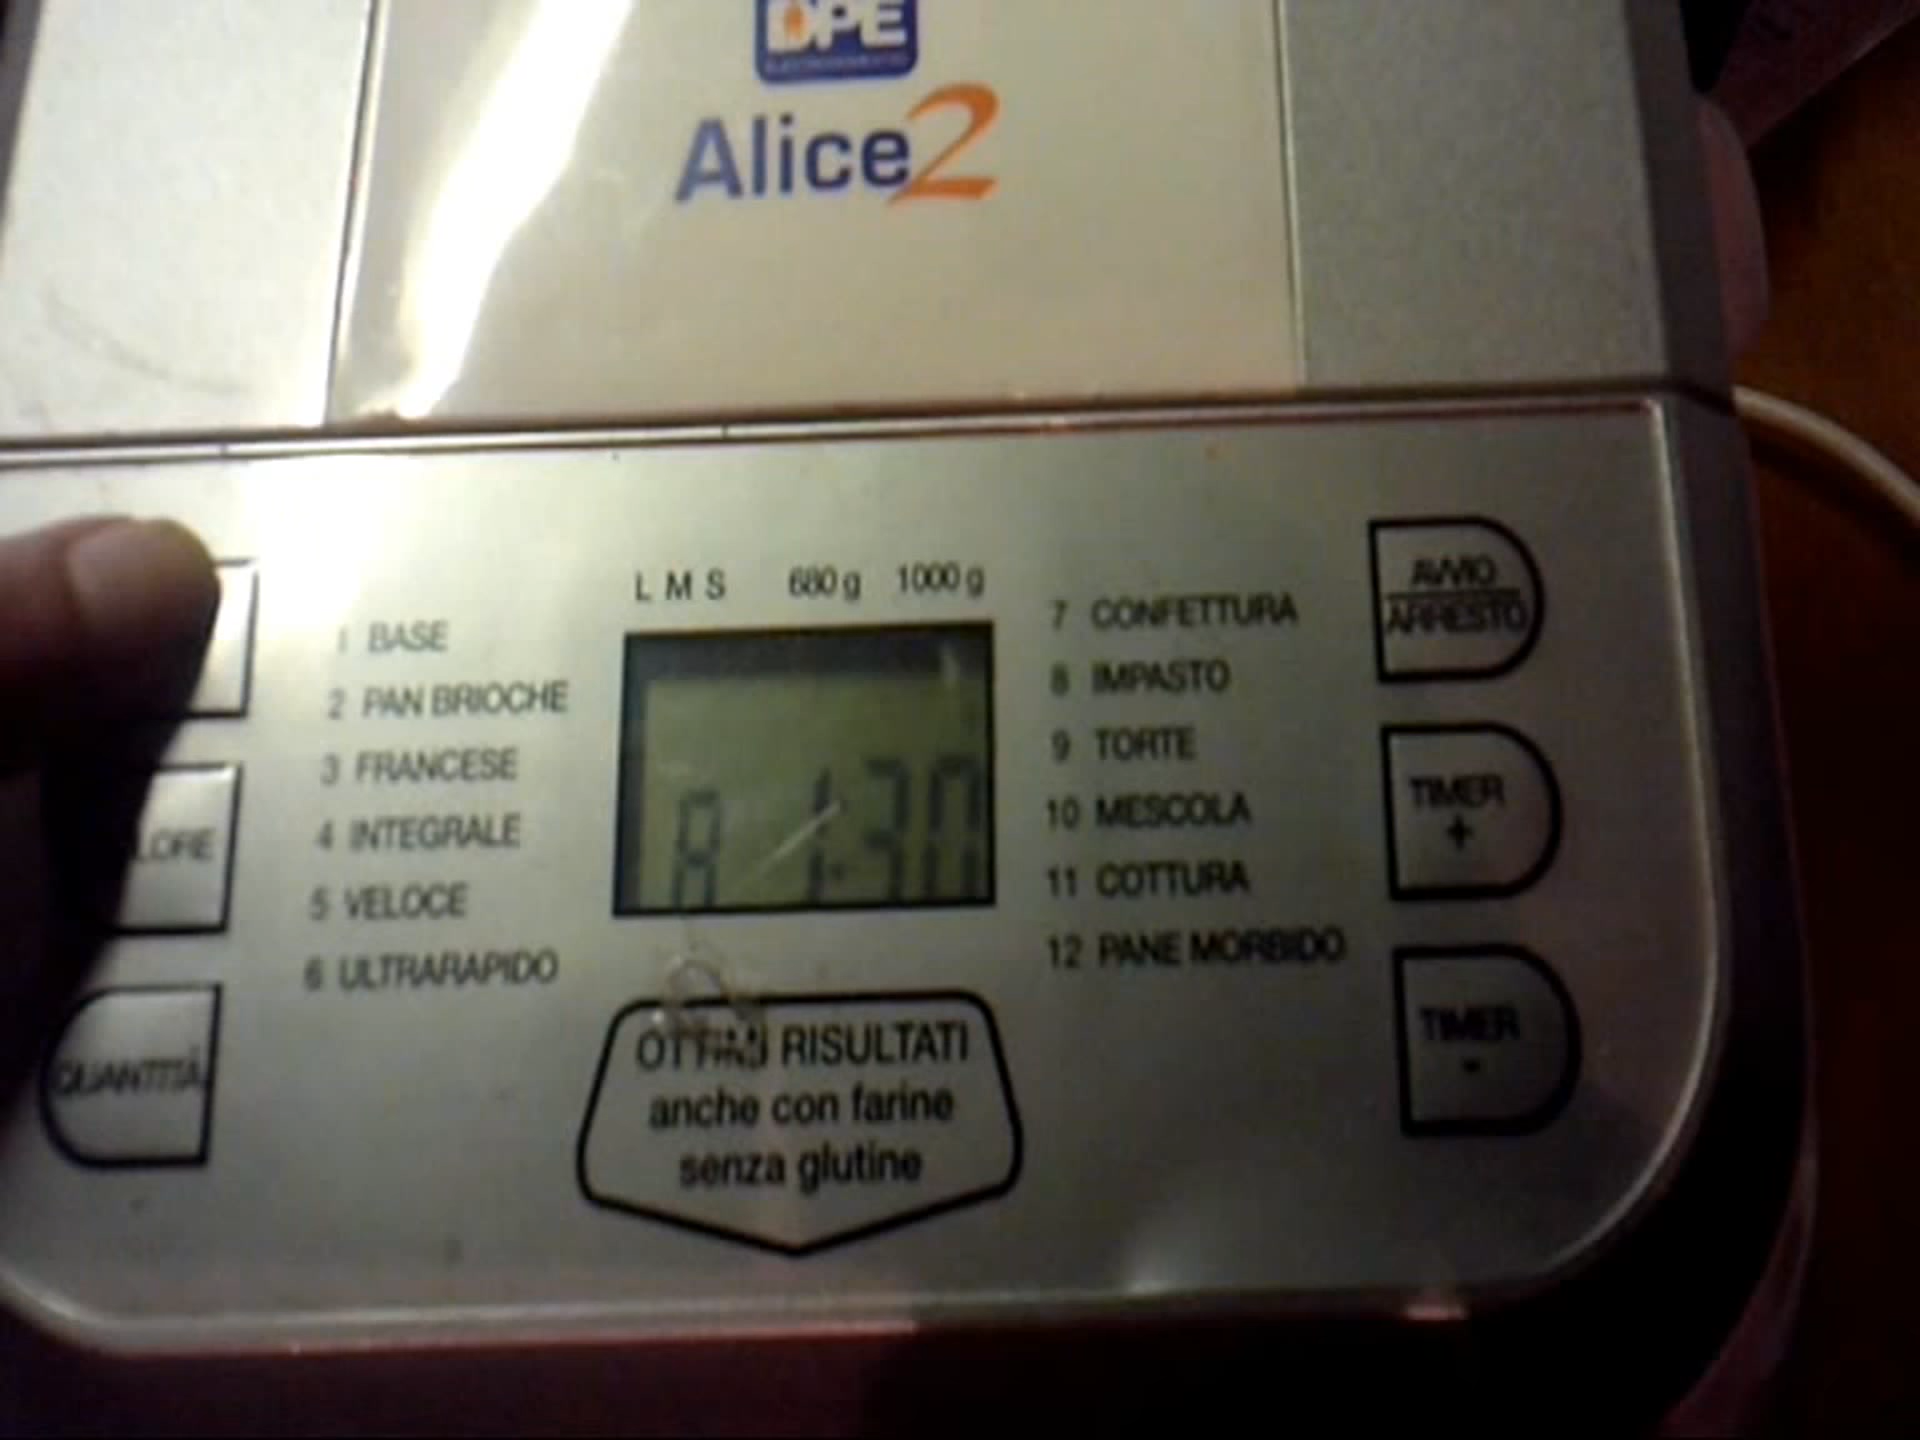 DPE
Alice2
L M S 680 g 1000 g
1 BASE
2 PAN BRIOCHE
3 FRANCESE
4 INTEGRALE
5 VELOCE
6 ULTRARAPIDO
8 1:30
7 CONFETTURA
8 IMPASTO
9 TORTE
10 MESCOLA
11 COTTURA
12 PANE MORBIDO
LORE
QUANTITÀ
AVVIO
ARRESTO
TIMER
+
TIMER
-
OTTIMI RISULTATI
anche con farine
senza glutine